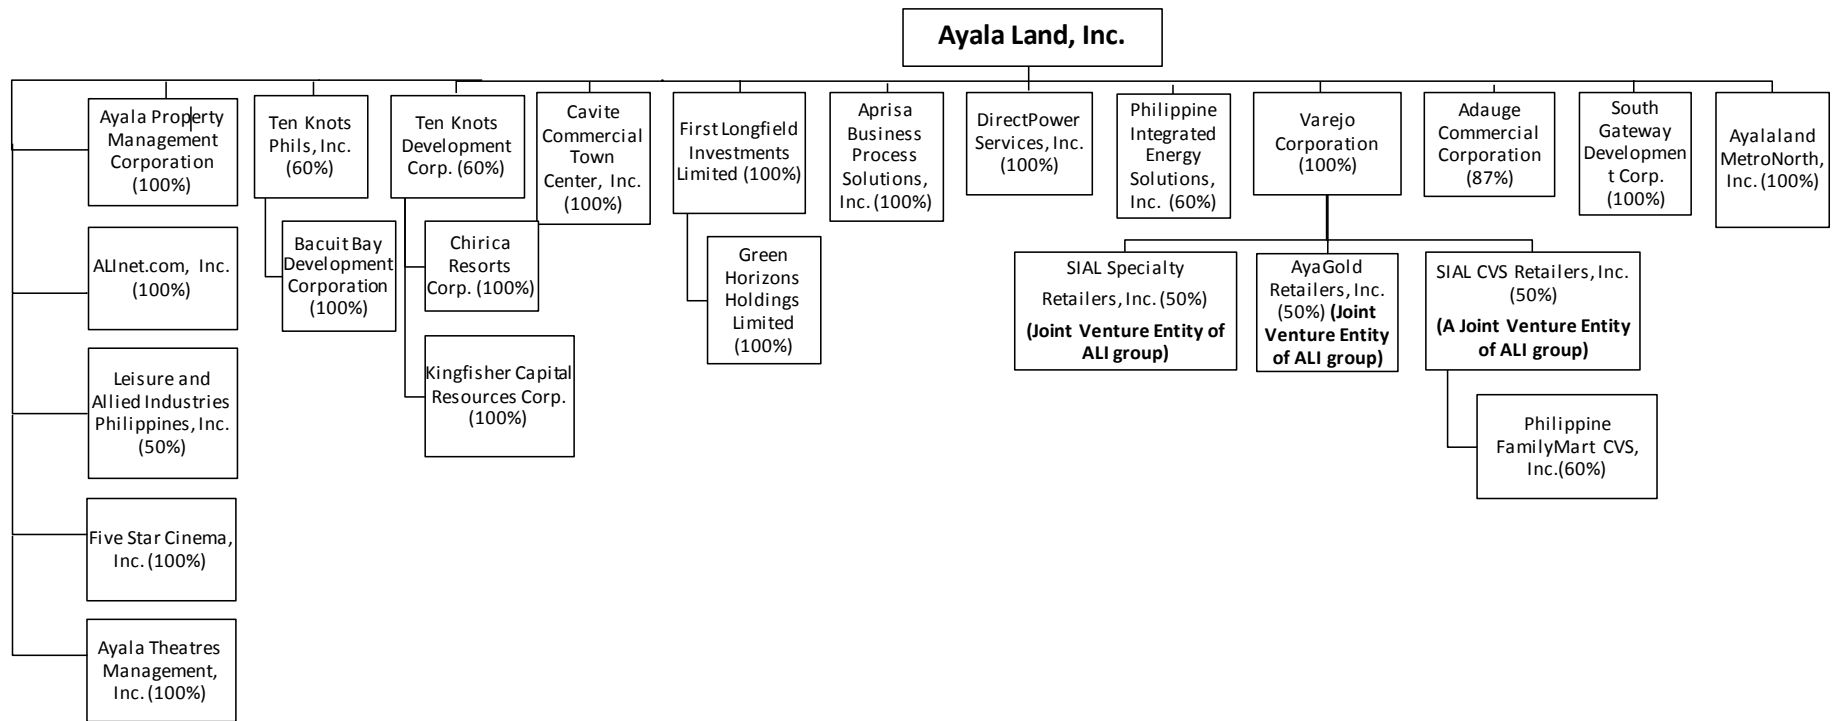 Ayala Land, Inc.
Ayala Property
Management
Corporation
(100%)
Ten Knots
Phils, Inc.
(60%)
Ten Knots
Development
Corp. (60%)
Cavite
Commercial
Town
Center, Inc.
(100%)
First Longfield
Investments
Limited (100%)
Aprisa
Business
Process
Solutions,
Inc. (100%)
DirectPower
Services, Inc.
(100%)
Philippine
Integrated
Energy
Solutions,
Inc. (60%)
Varejo
Corporation
(100%)
Adauge
Commercial
Corporation
(87%)
South
Gateway
Developmen
t Corp.
(100%)
Ayalaland
MetroNorth,
Inc. (100%)
ALInet.com, Inc.
(100%)
Bacuit Bay
Development
Corporation
(100%)
Chirica
Resorts
Corp. (100%)
Green
Horizons
Holdings
Limited
(100%)
SIAL Specialty
Retailers, Inc. (50%)
(Joint Venture Entity of
ALI group)
AyaGold
Retailers, Inc.
(50%) (Joint
Venture Entity
of ALI group)
SIAL CVS Retailers, Inc.
(50%)
(A Joint Venture Entity
of ALI group)
Leisure and
Allied Industries
Philippines, Inc.
(50%)
Kingfisher Capital
Resources Corp.
(100%)
Philippine
FamilyMart CVS,
Inc.(60%)
Five Star Cinema,
Inc. (100%)
Ayala Theatres
Management,
Inc. (100%)